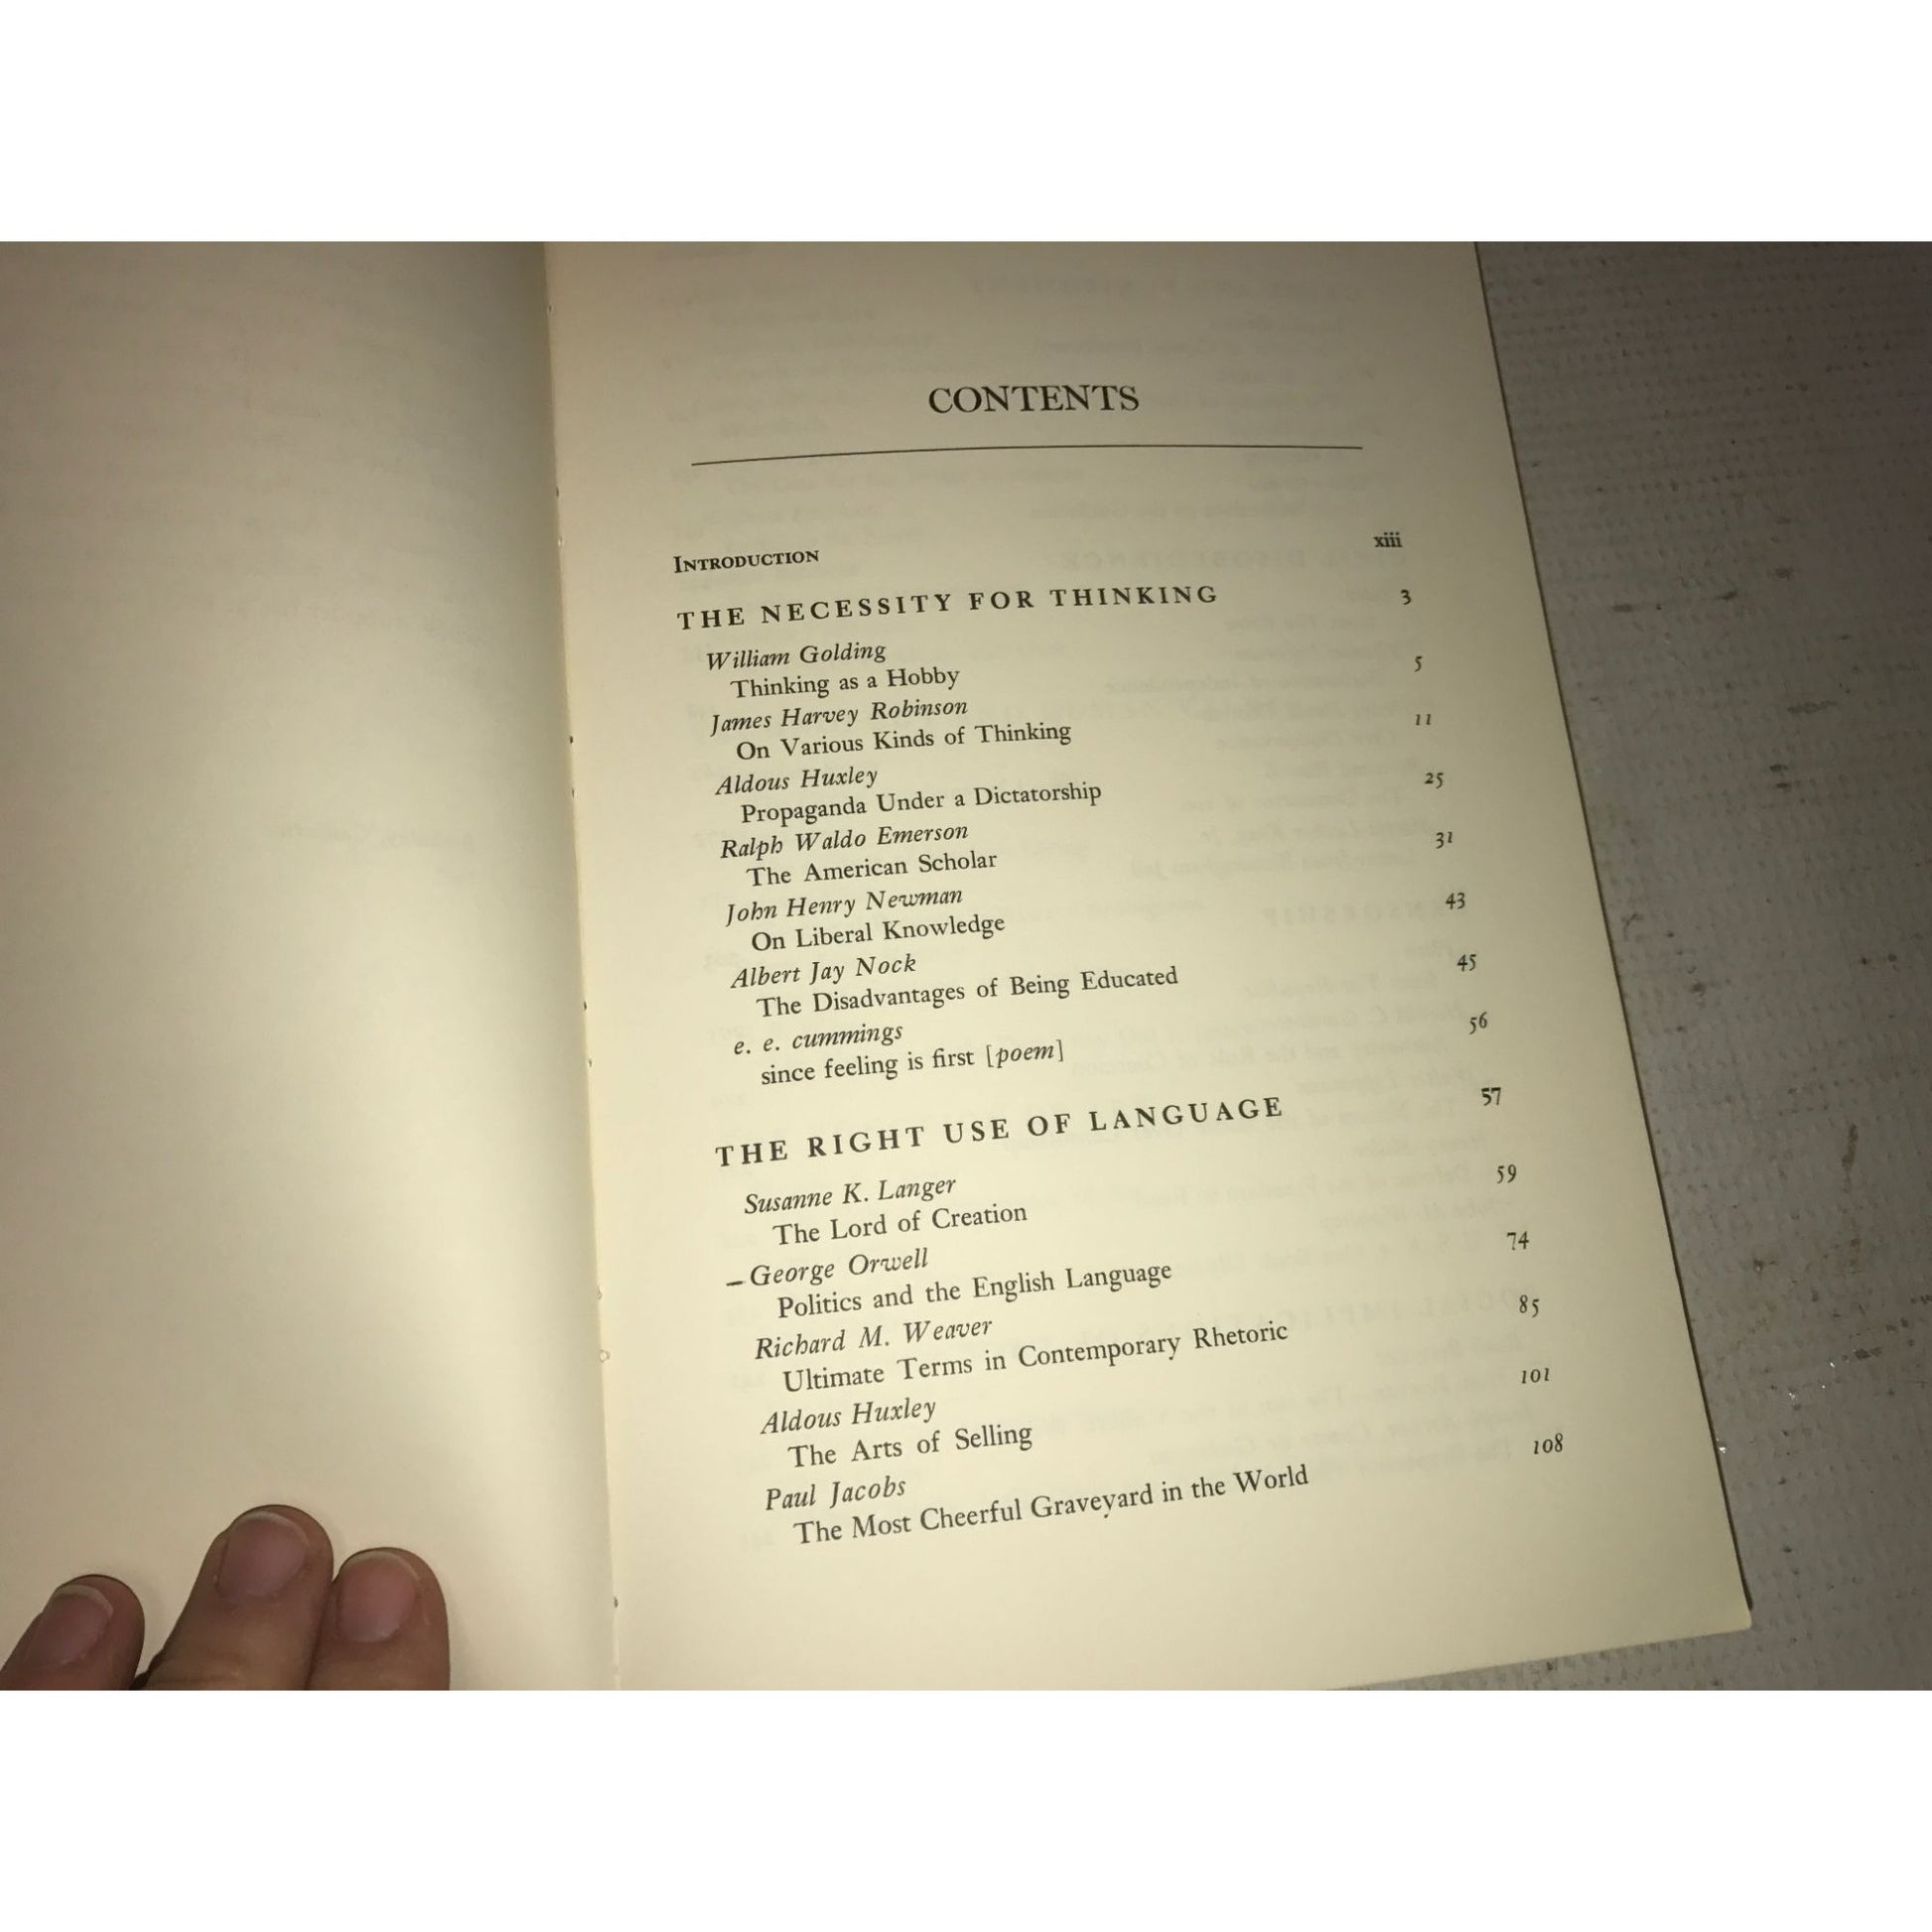 CONTENTS
INTRODUCTION xiii
THE NECESSITY FOR THINKING 3
William Golding
Thinking as a Hobby 5
James Harvey Robinson
On Various Kinds of Thinking 11
Aldous Huxley
Propaganda Under a Dictatorship 25
Ralph Waldo Emerson
The American Scholar 31
John Henry Newman
On Liberal Knowledge 43
Albert Jay Nock
The Disadvantages of Being Educated 45
e. e. cummings
since feeling is first [poem] 56
THE RIGHT USE OF LANGUAGE 57
Susanne K. Langer
The Lord of Creation 59
George Orwell
Politics and the English Language 74
Richard M. Weaver
Ultimate Terms in Contemporary Rhetoric 85
Aldous Huxley
The Arts of Selling 101
Paul Jacobs
The Most Cheerful Graveyard in the World 108